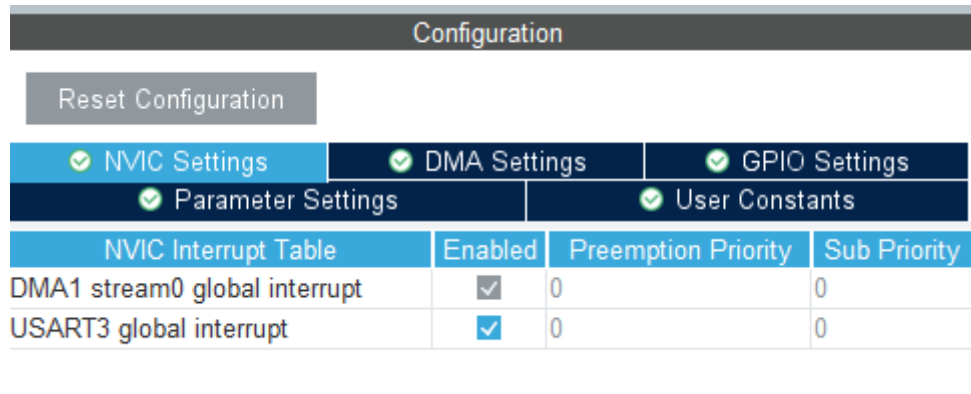 Configuration
Reset Configuration
NVIC Settings DMA Settings GPIO Settings
Parameter Settings User Constants
NVIC Interrupt Table Enabled Preemption Priority Sub Priority
DMA1 stream0 global interrupt 0 0
USART3 global interrupt 0 0